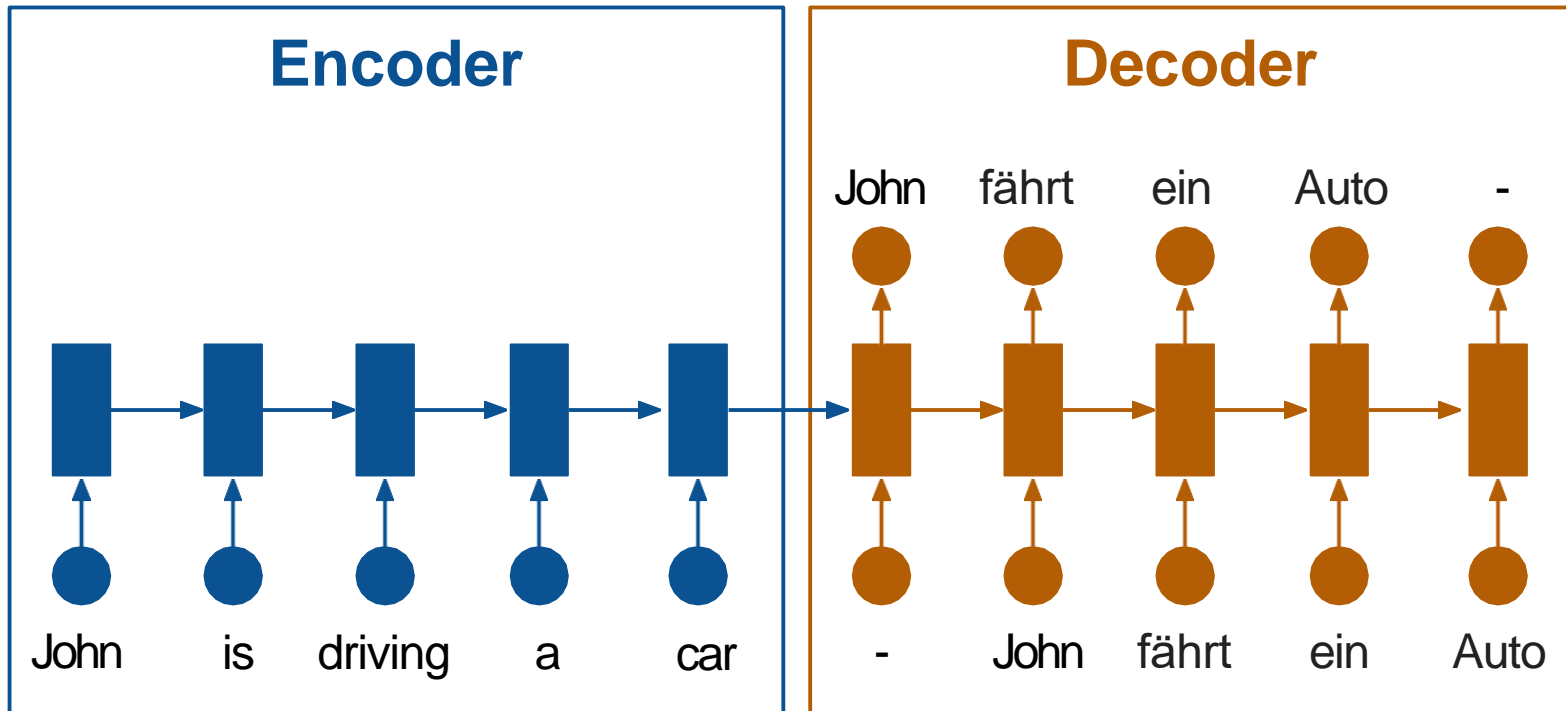 Encoder
Decoder
John fährt ein Auto -
John is driving a car
- John fährt ein Auto